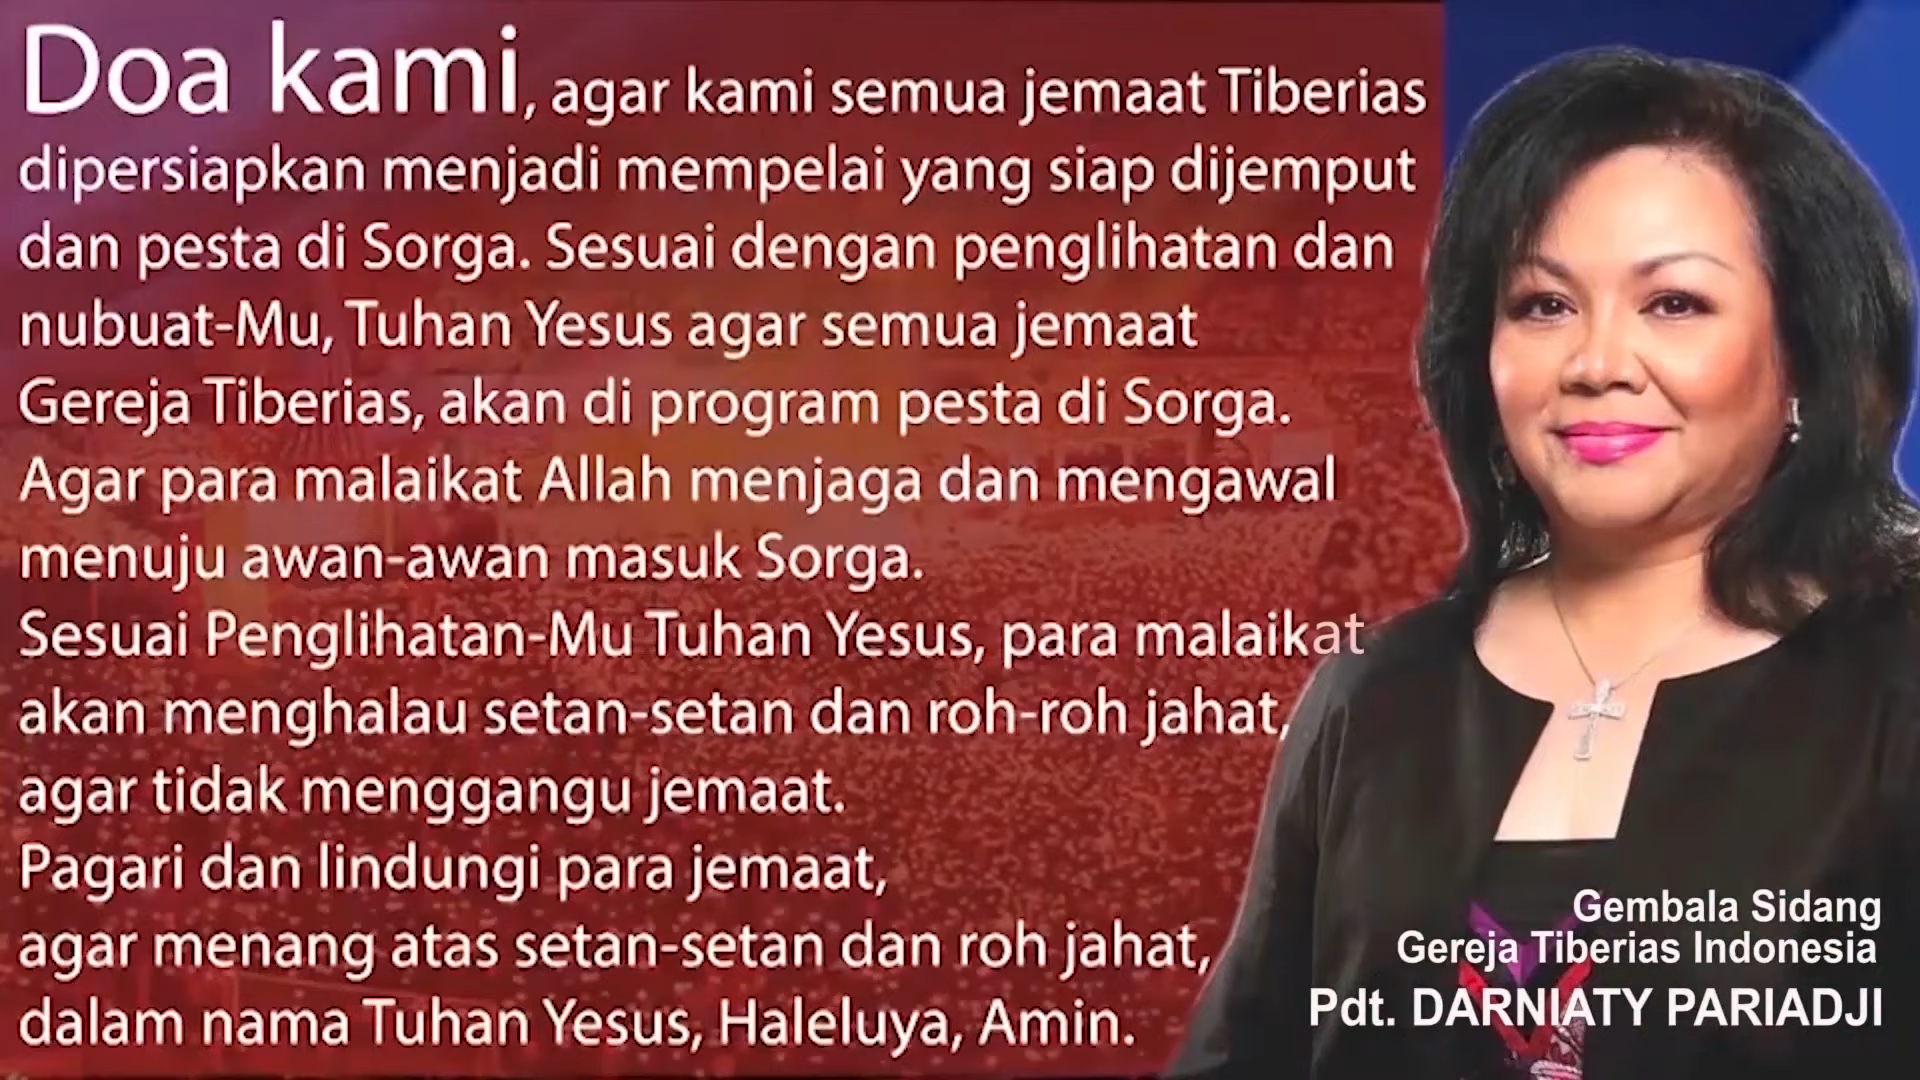 Doa kami, agar kami semua jemaat Tiberias
dipersiapkan menjadi mempelai yang siap dijemput
dan pesta di Sorga. Sesuai dengan penglihatan dan
nubuat-Mu, Tuhan Yesus agar semua jemaat
Gereja Tiberias, akan di program pesta di Sorga.
Agar para malaikat Allah menjaga dan mengawal
menuju awan-awan masuk Sorga.
Sesuai Penglihatan-Mu Tuhan Yesus, para malaikat
akan menghalau setan-setan dan roh-roh jahat,
agar tidak menggangu jemaat.
Pagari dan lindungi para jemaat,
agar menang atas setan-setan dan roh jahat,
dalam nama Tuhan Yesus, Haleluya, Amin.
Gembala Sidang
Gereja Tiberias Indonesia
Pdt. DARNIATY PARIADJI